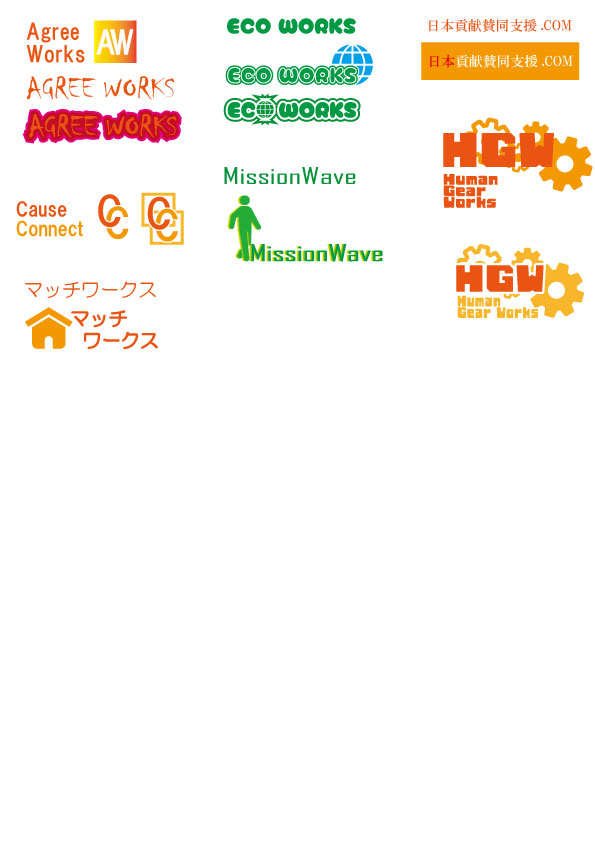 Agree
Works
AW
AGREE WORKS
AGREE WORKS
Cause
Connect
CC
CC
マッチワークス
マッチ
ワークス
ECO WORKS
ECO WORKS
ECOWORKS
MissionWave
MissionWave
日本貢献賛同支援.COM
日本貢献賛同支援.COM
HGW
Human
Gear
Works
HGW
Human
Gear Works